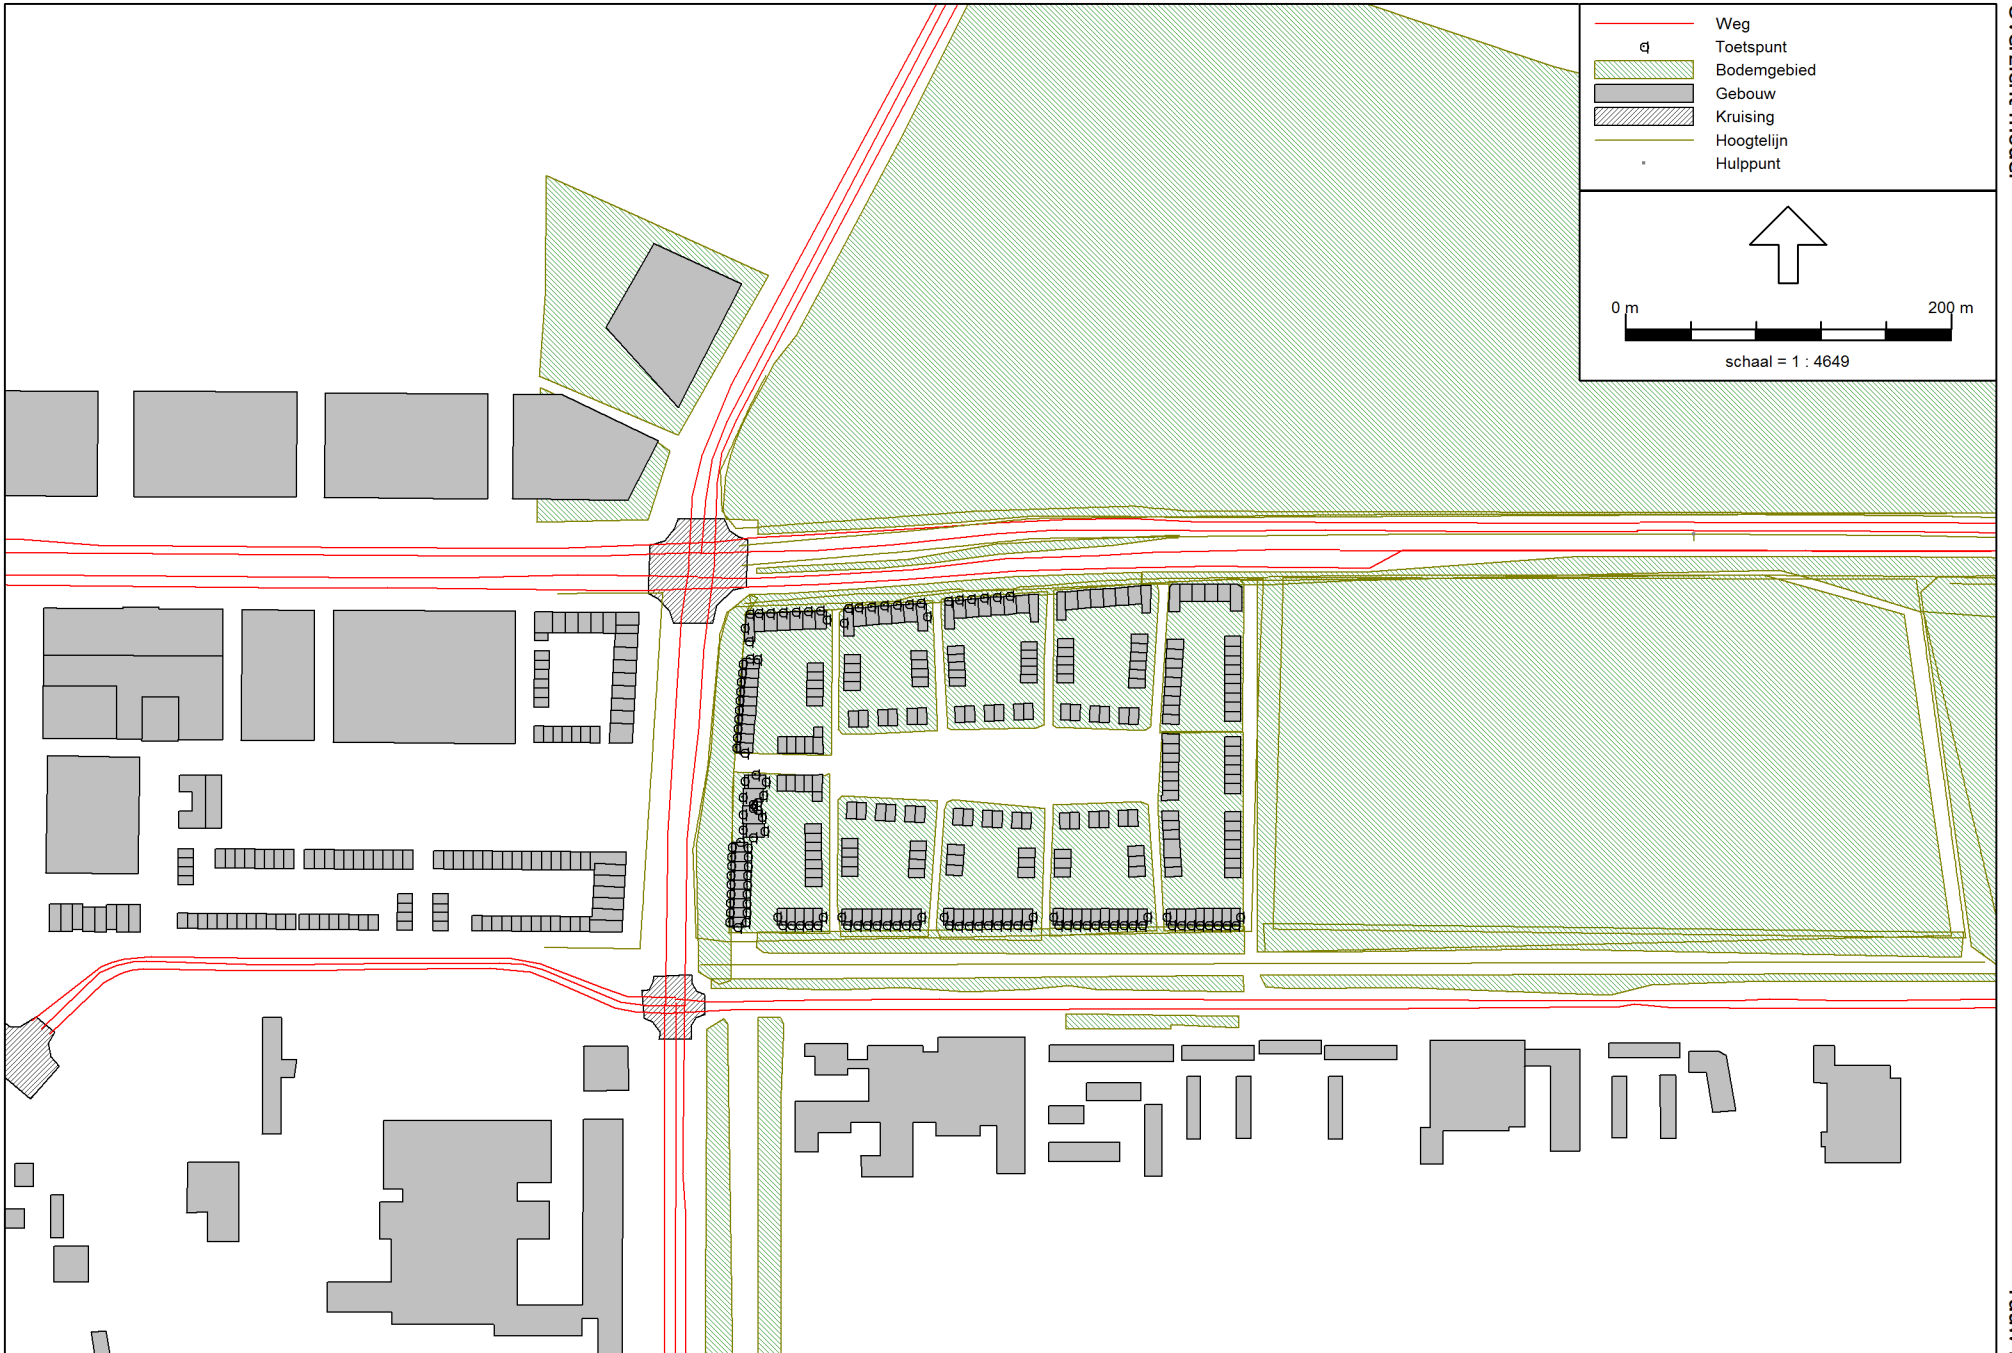 Weg
Toetspunt
Bodemgebied
Gebouw
Kruising
Hoogtelijn
Hulppunt
0 m 200 m
schaal = 1 : 4649